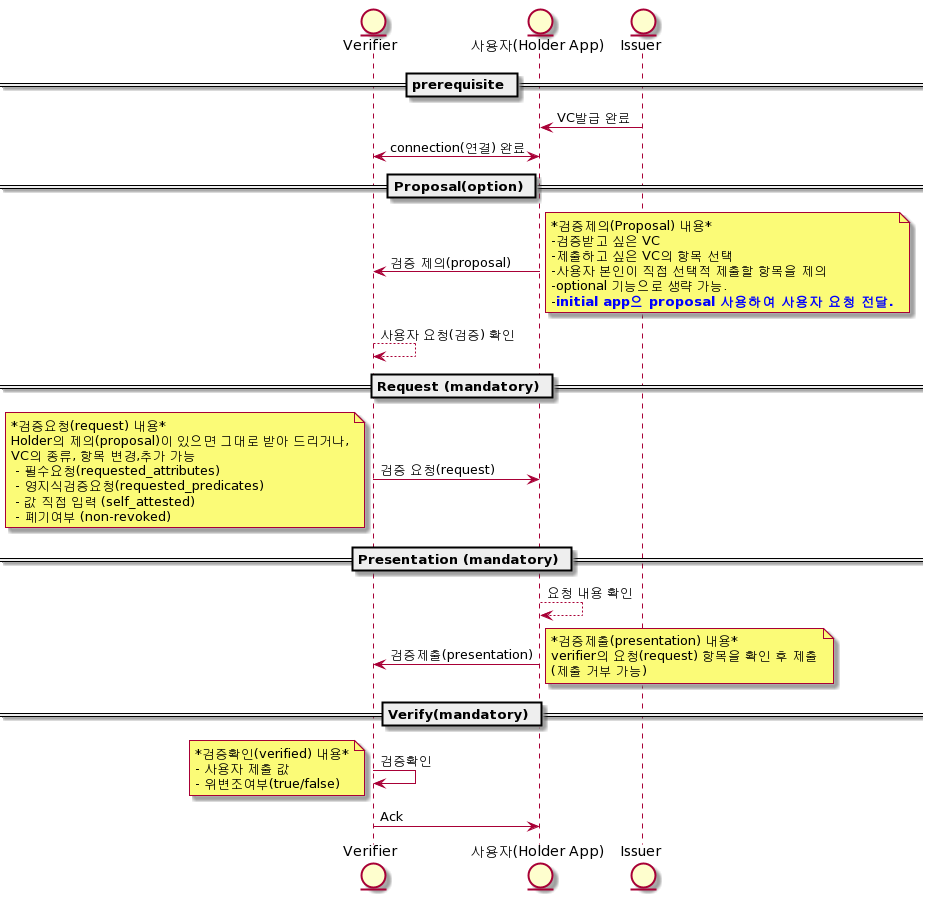 Verifier 사용자(Holder App) Issuer
prerequisite
VC발급 완료
connection(연결) 완료
Proposal(option)
*검증제의(Proposal) 내용*
-검증받고 싶은 VC
-제출하고 싶은 VC의 항목 선택
-사용자 본인이 직접 선택적 제출할 항목을 제의
-optional 기능으로 생략 가능.
-initial app으 proposal 사용하여 사용자 요청 전달.
검증 제의(proposal)
사용자 요청(검증) 확인
Request (mandatory)
*검증요청(request) 내용*
Holder의 제의(proposal)이 있으면 그대로 받아 드리거나,
VC의 종류, 항목 변경,추가 가능
- 필수요청(requested_attributes)
- 영지식검증요청(requested_predicates)
- 값 직접 입력 (self_attested)
- 폐기여부 (non-revoked)
검증 요청(request)
Presentation (mandatory)
요청 내용 확인
검증제출(presentation)
*검증제출(presentation) 내용*
verifier의 요청(request) 항목을 확인 후 제출
(제출 거부 가능)
Verify(mandatory)
*검증확인(verified) 내용*
- 사용자 제출 값
- 위변조여부(true/false)
검증확인
Ack
Verifier 사용자(Holder App) Issuer